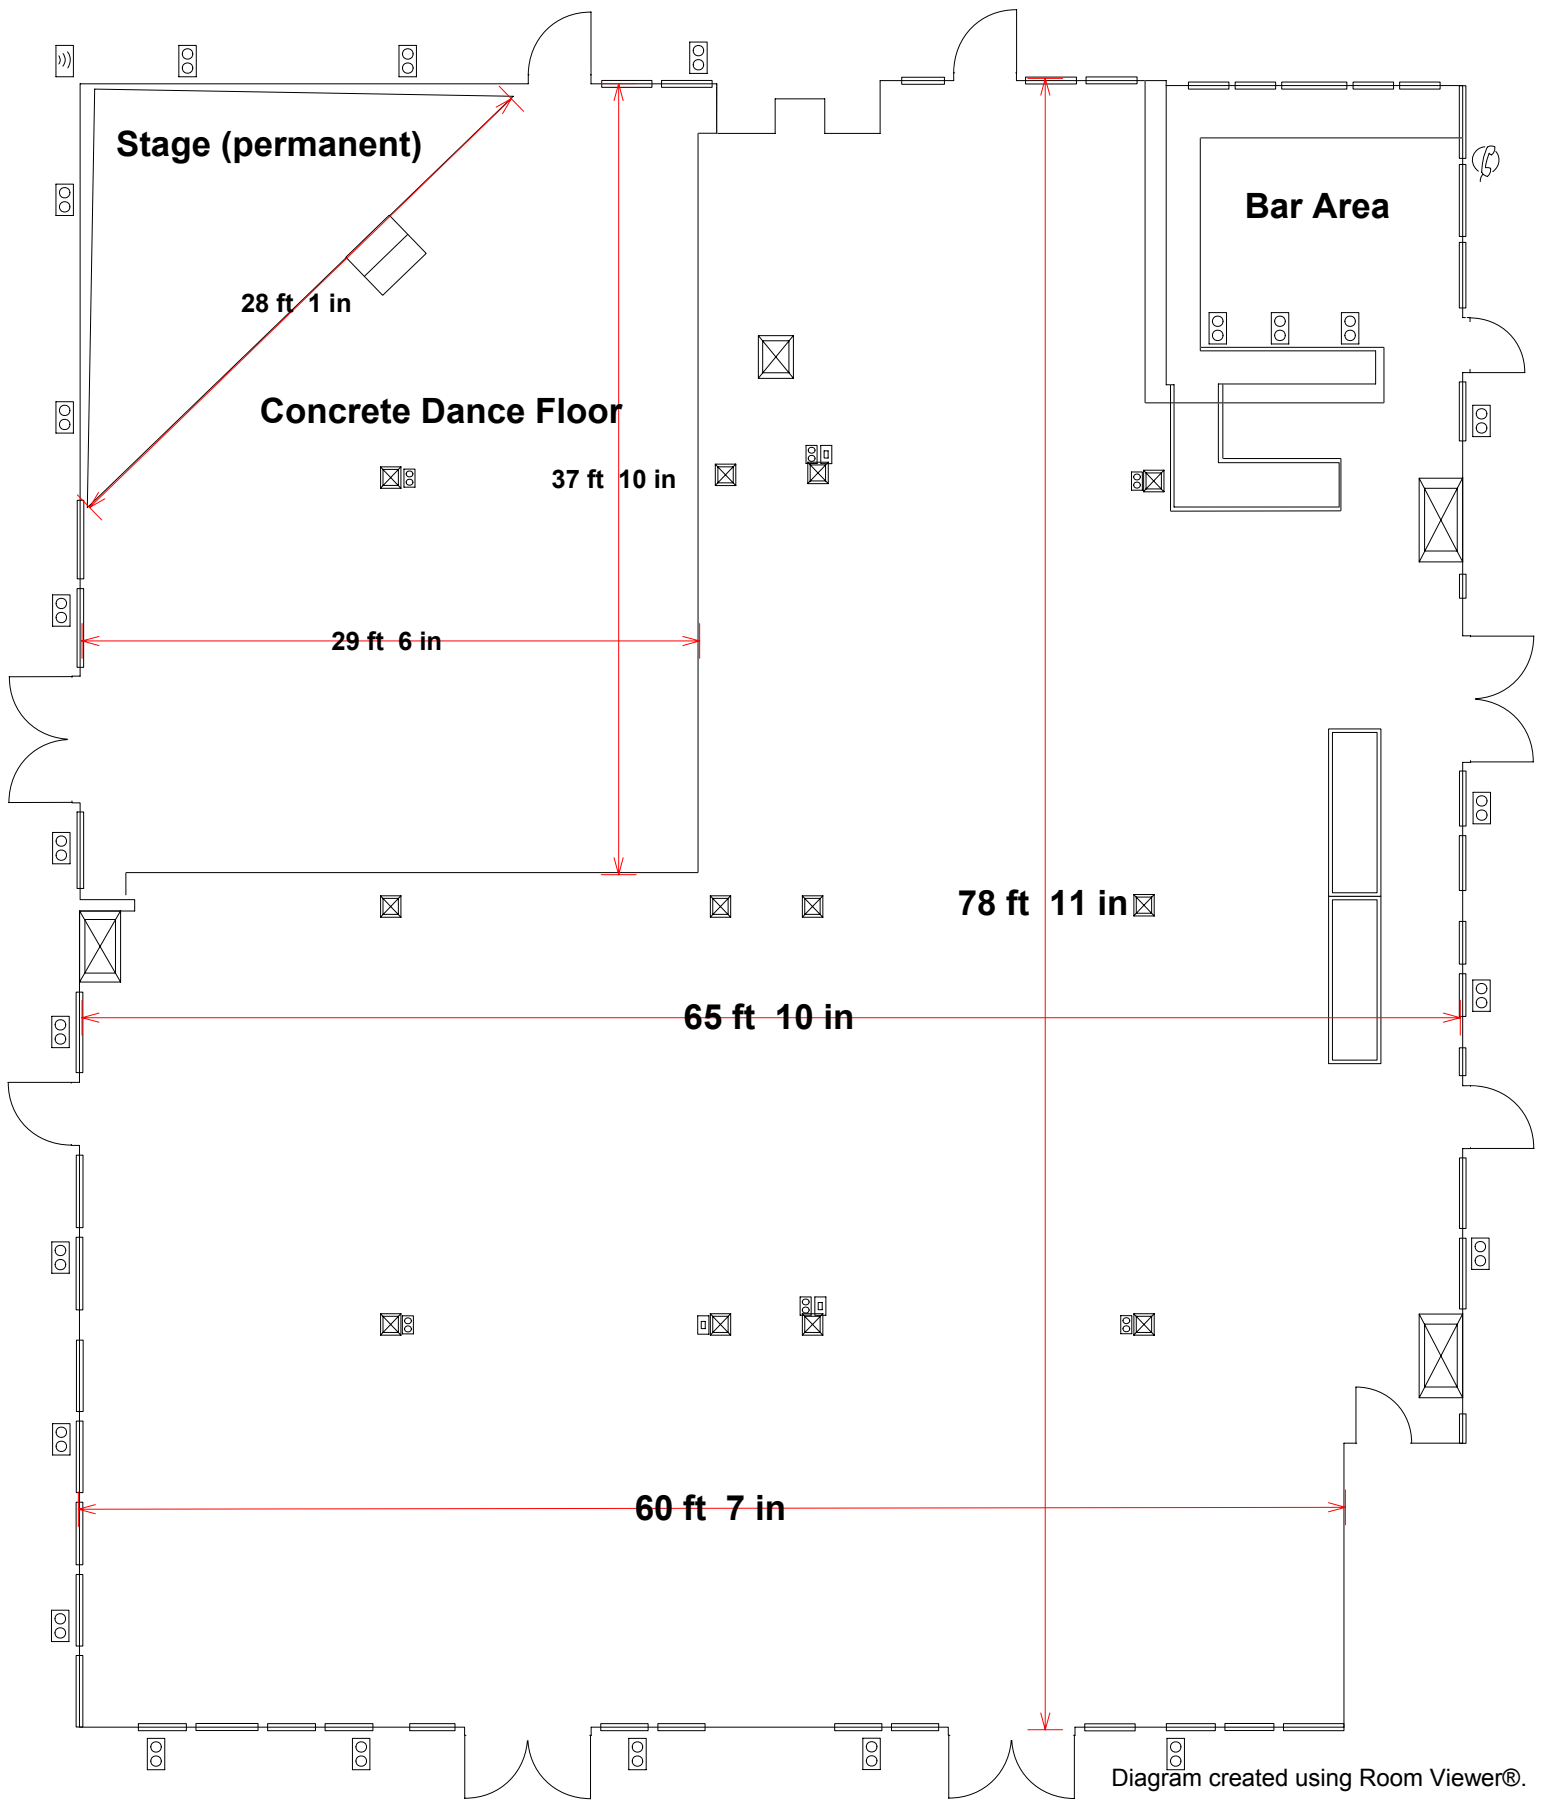 Stage (permanent)
Bar Area
28 ft 1 in
Concrete Dance Floor
37 ft 10 in
29 ft 6 in
78 ft 11 in
65 ft 10 in
60 ft 7 in
Diagram created using Room Viewer®.